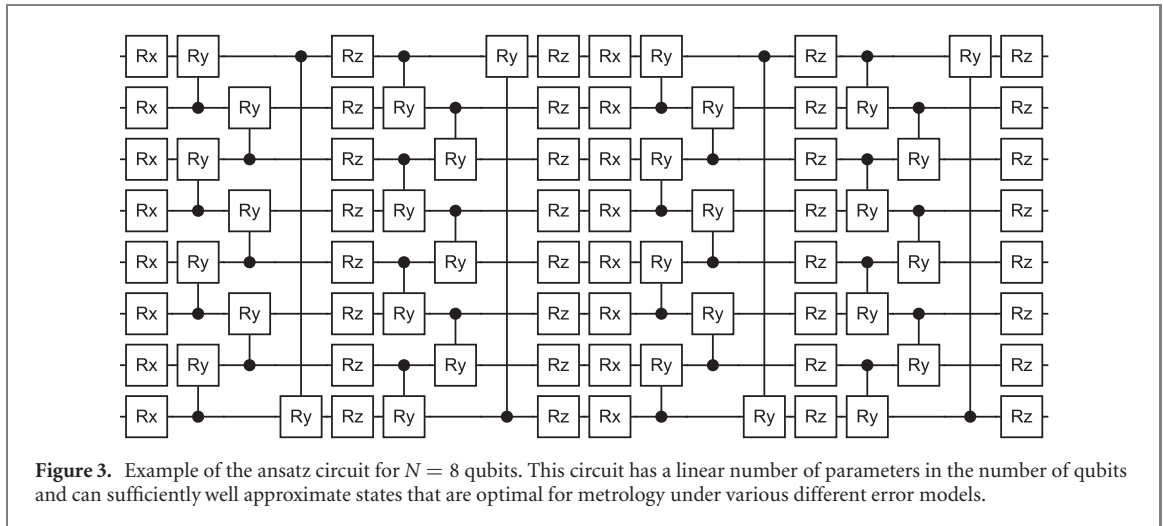 Rx Ry Rz Ry Rz Rx Ry Rz Ry Rz
Rx Ry Rz Ry Rz Rx Ry Rz Ry Rz
Rx Ry Rz Ry Rz Rx Ry Rz Ry Rz
Rx Ry Rz Ry Rz Rx Ry Rz Ry Rz
Rx Ry Rz Ry Rz Rx Ry Rz Ry Rz
Rx Ry Rz Ry Rz Rx Ry Rz Ry Rz
Rx Ry Rz Ry Rz Rx Ry Rz Ry Rz
Rx Ry Rz Ry Rz Rx Ry Rz Ry Rz
Figure 3. Example of the ansatz circuit for N = 8 qubits. This circuit has a linear number of parameters in the number of qubits
and can sufficiently well approximate states that are optimal for metrology under various different error models.